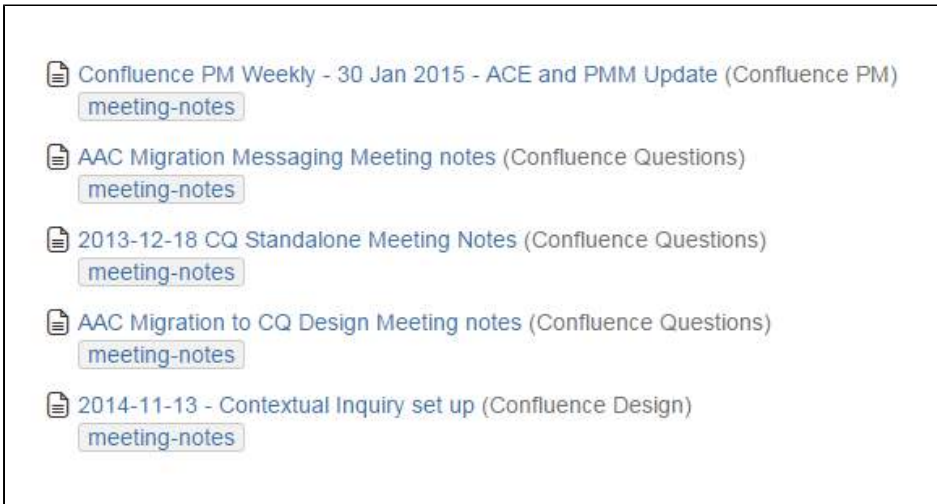 Confluence PM Weekly - 30 Jan 2015 - ACE and PMM Update (Confluence PM)
meeting-notes
AAC Migration Messaging Meeting notes (Confluence Questions)
meeting-notes
2013-12-18 CQ Standalone Meeting Notes (Confluence Questions)
meeting-notes
AAC Migration to CQ Design Meeting notes (Confluence Questions)
meeting-notes
2014-11-13 - Contextual Inquiry set up (Confluence Design)
meeting-notes